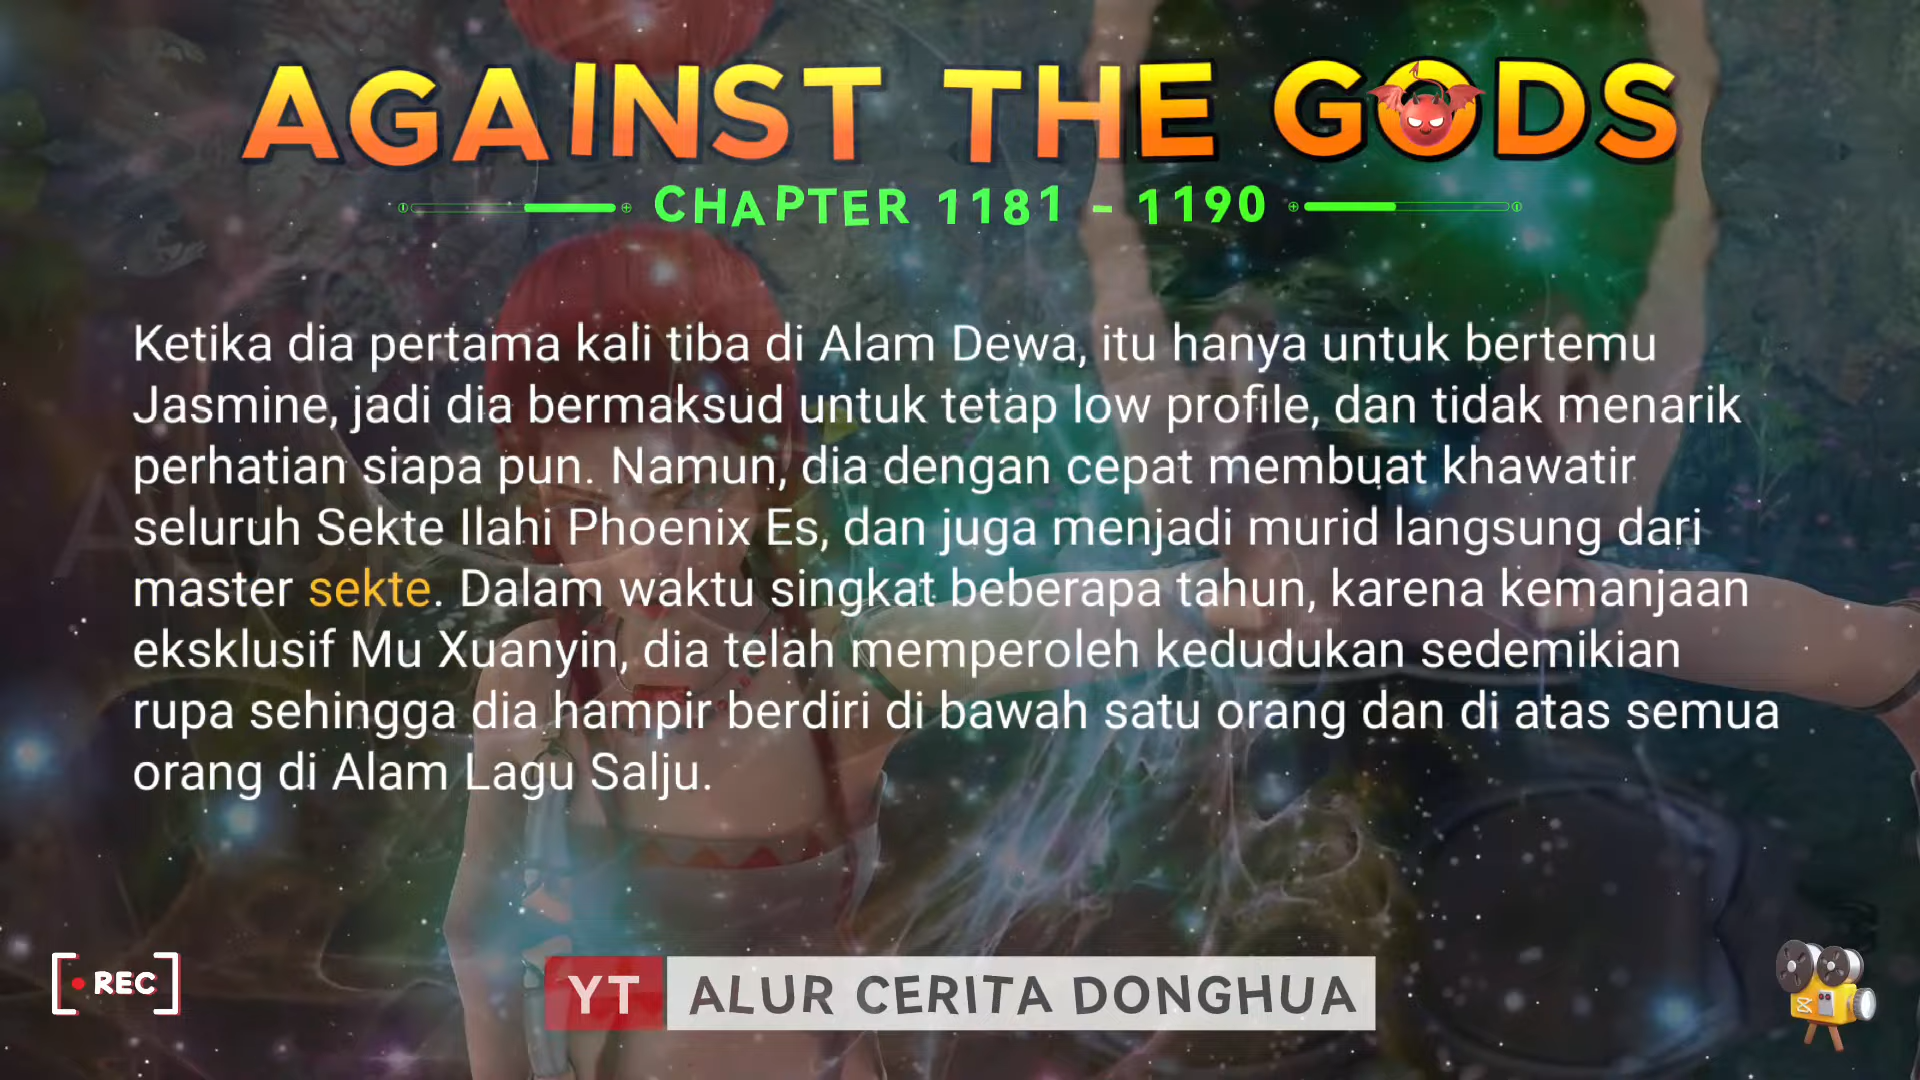 AGAINST THE GODS
CHAPTER 1181 - 1190
Ketika dia pertama kali tiba di Alam Dewa, itu hanya untuk bertemu
Jasmine, jadi dia bermaksud untuk tetap low profile, dan tidak menarik
perhatian siapa pun. Namun, dia dengan cepat membuat khawatir
seluruh Sekte Ilahi Phoenix Es, dan juga menjadi murid langsung dari
master sekte. Dalam waktu singkat beberapa tahun, karena kemanjaan
eksklusif Mu Xuanyin, dia telah memperoleh kedudukan sedemikian
rupa sehingga dia hampir berdiri di bawah satu orang dan di atas semua
orang di Alam Lagu Salju.
REC
YT ALUR CERITA DONGHUA